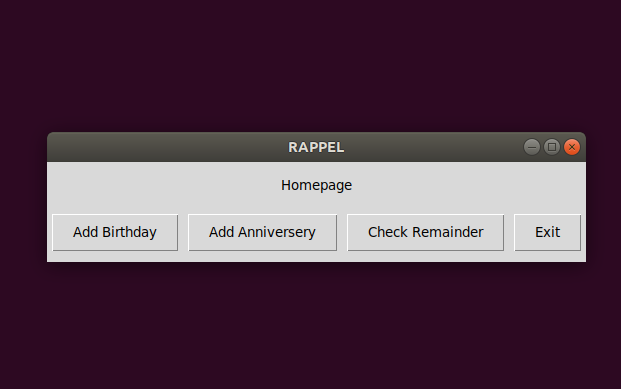 RAPPEL
Homepage
Add Birthday Add Anniversery Check Remainder Exit